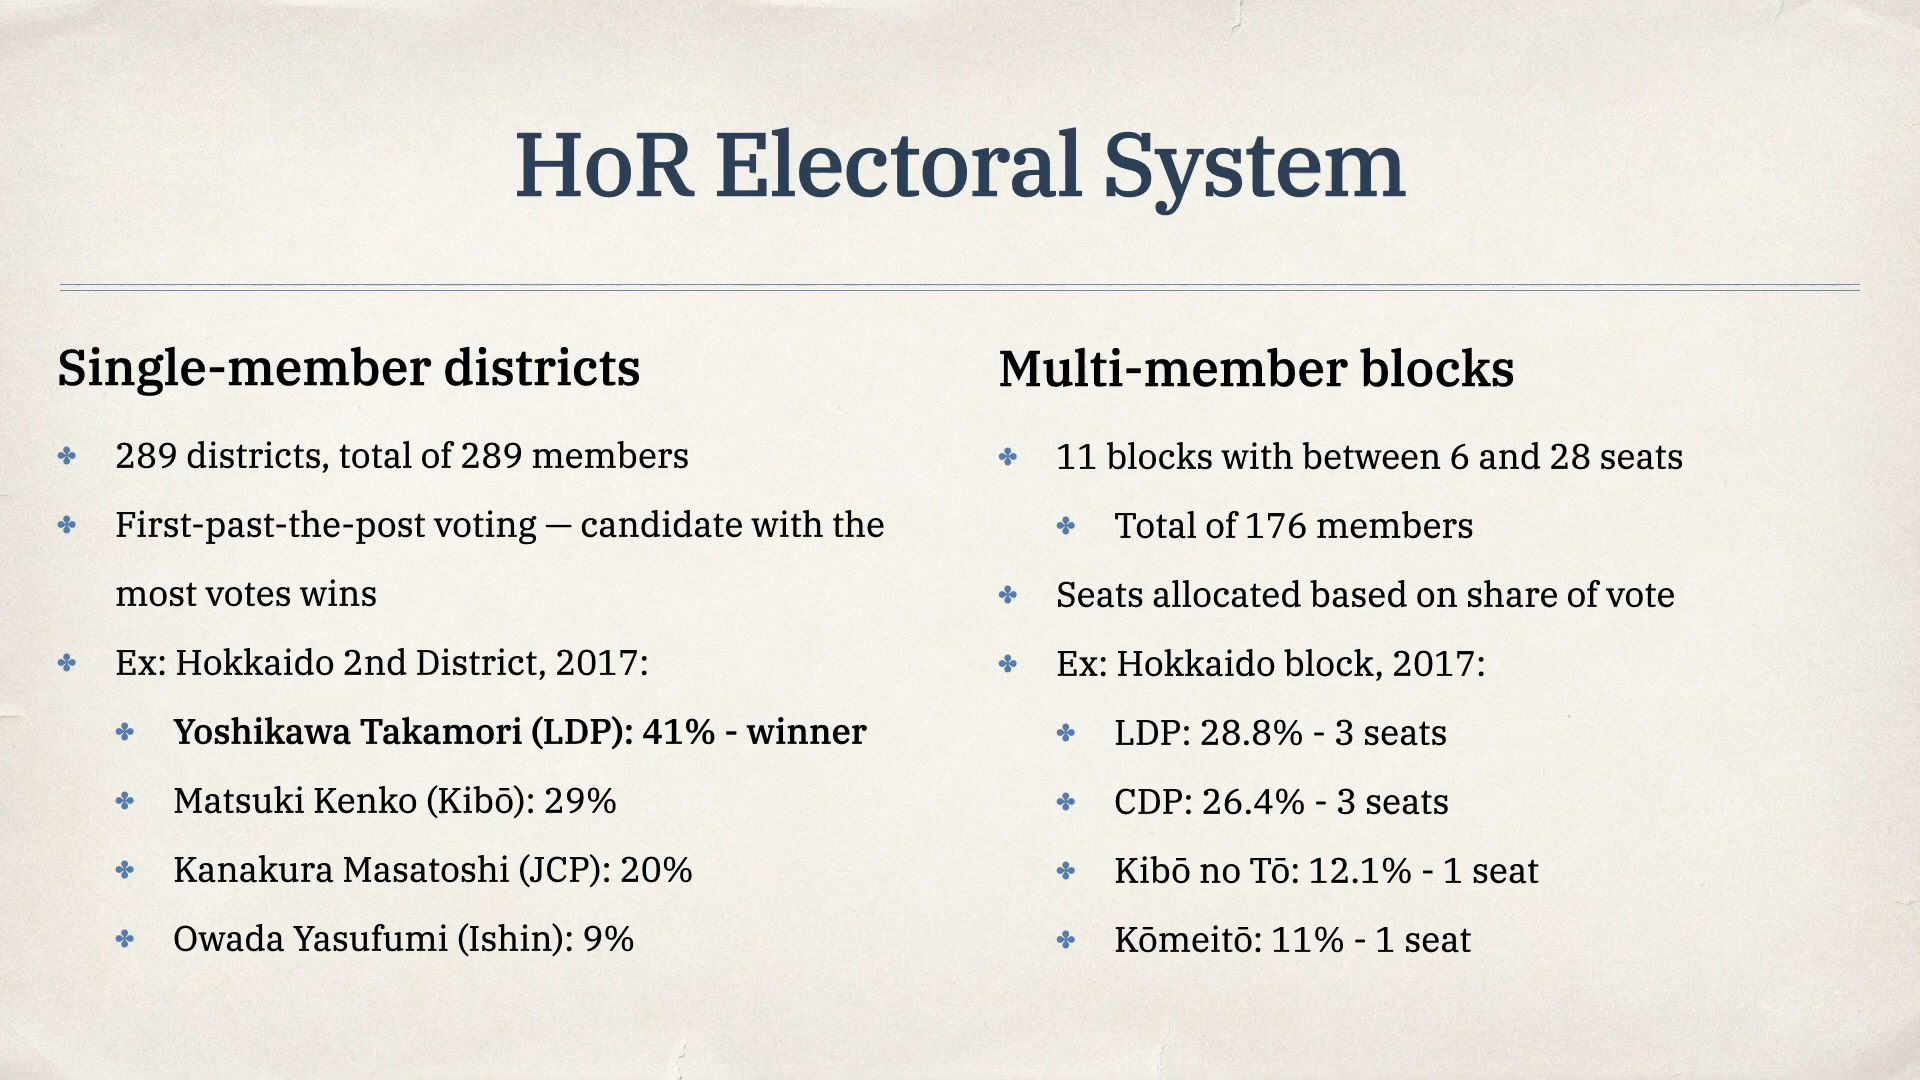 HoR Electoral System
Single-member districts
289 districts, total of 289 members
First-past-the-post voting — candidate with the
most votes wins
Ex: Hokkaido 2nd District, 2017:
Yoshikawa Takamori (LDP): 41% - winner
Matsuki Kenko (Kibō): 29%
Kanakura Masatoshi (JCP): 20%
Owada Yasufumi (Ishin): 9%
Multi-member blocks
11 blocks with between 6 and 28 seats
Total of 176 members
Seats allocated based on share of vote
Ex: Hokkaido block, 2017:
LDP: 28.8% - 3 seats
CDP: 26.4% - 3 seats
Kibō no Tō: 12.1% - 1 seat
Kōmeitō: 11% - 1 seat